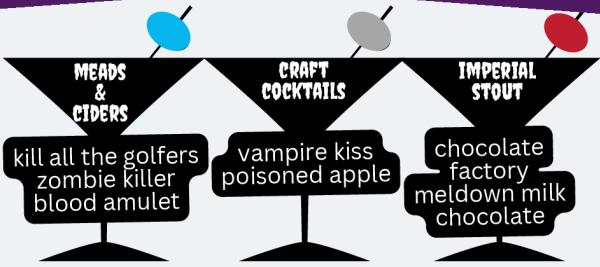 MEADS
&
CIDERS
kill all the golfers
zombie killer
blood amulet
CRAFT
COCKTAILS
vampire kiss
poisoned apple
IMPERIAL
STOUT
chocolate
factory
meldown milk
chocolate